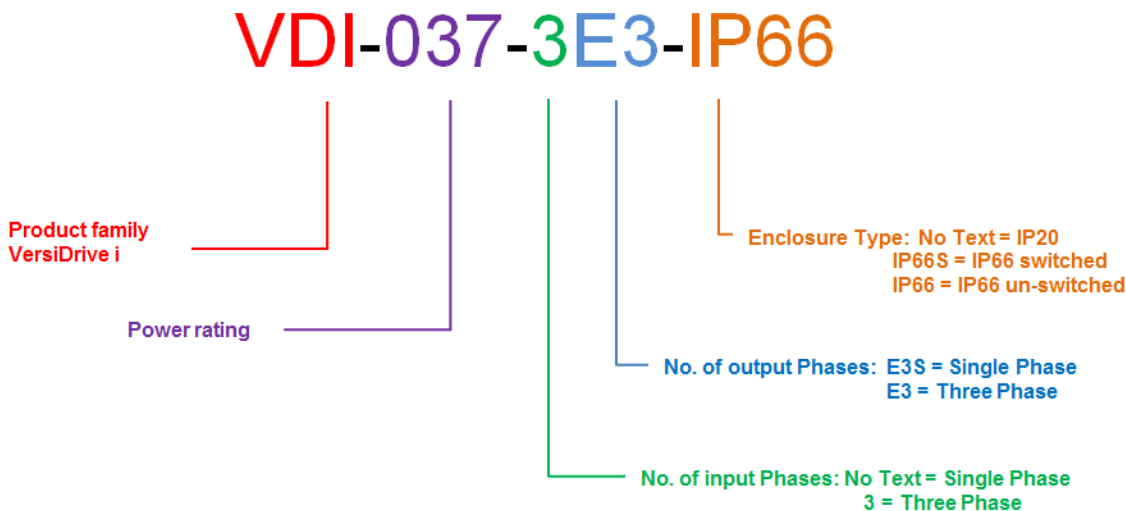 VDI-037-3E3-IP66
Product family
VersiDrive i
Enclosure Type: No Text = IP20
IP66S = IP66 switched
IP66 = IP66 un-switched
Power rating
No. of output Phases: E3S = Single Phase
E3 = Three Phase
No. of input Phases: No Text = Single Phase
3 = Three Phase